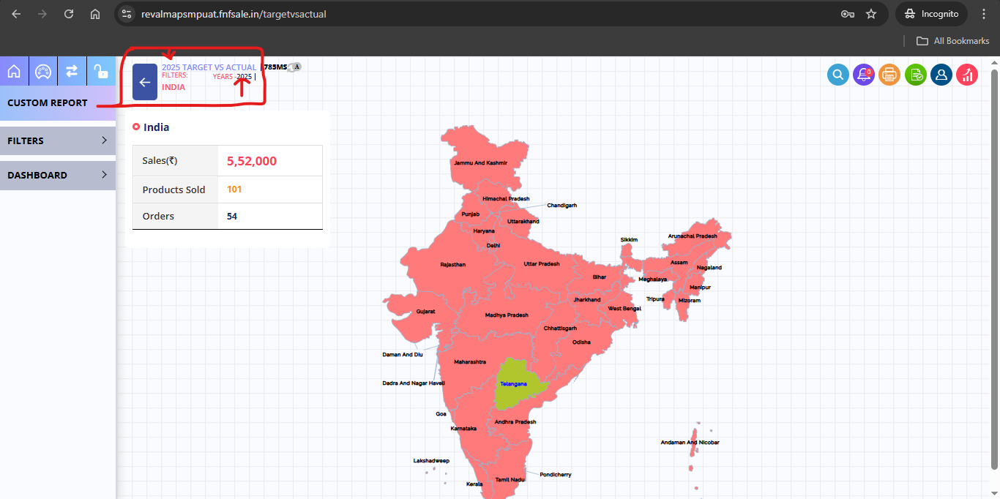 revalmapsmpuat.fnfsale.in/targetvsactual
Incognito
All Bookmarks
2025 TARGET VS ACTUAL | 785MS A
FILTERS: YEARS -2025 |
INDIA
0
CUSTOM REPORT
FILTERS
DASHBOARD
India
Sales(₹) 5,52,000
Products Sold 101
Orders 54
Jammu And Kashmir
Himachal Pradesh
Chandigarh
Punjab
Uttarakhand
Haryana
Delhi
Sikkim
Arunachal Pradesh
Rajasthan
Uttar Pradesh
Assam
Nagaland
Bihar
Meghalaya
Manipur
Jharkhand
Tripura
Mizoram
West Bengal
Gujarat
Madhya Pradesh
Chhattisgarh
Odisha
Daman And Diu
Maharashtra
Dadra And Nagar Haveli
Telangana
Goa
Andhra Pradesh
Karnataka
Andaman And Nicobar
Lakshadweep
Pondicherry
Tamil Nadu
Kerala